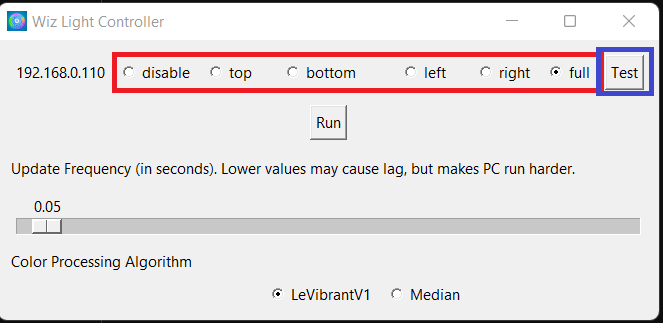 Wiz Light Controller
192.168.0.110 disable top bottom left right full Test
Run
Update Frequency (in seconds). Lower values may cause lag, but makes PC run harder.
0.05
Color Processing Algorithm
LeVibrantV1 Median